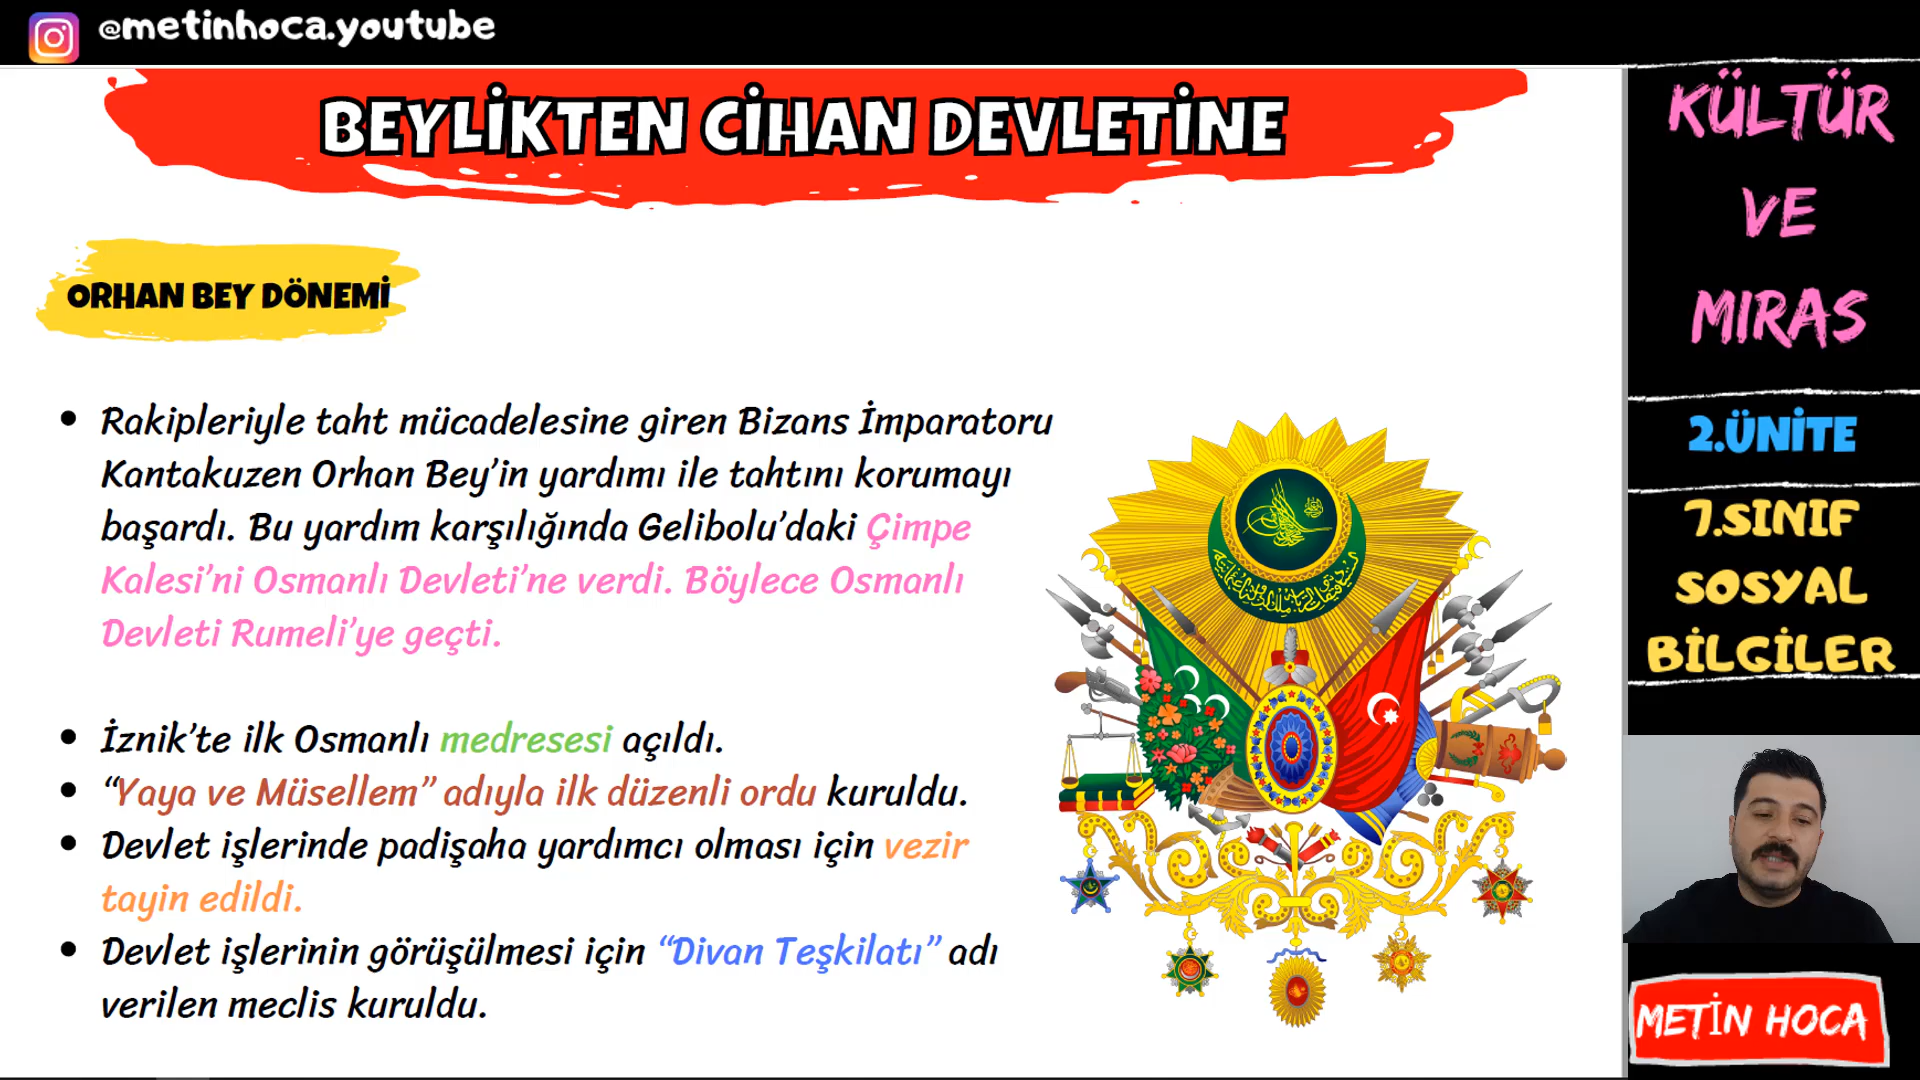 @metinhoca.youtube
BEYLİKTEN CİHAN DEVLETİNE
ORHAN BEY DÖNEMİ
• Rakipleriyle taht mücadelesine giren Bizans İmparatoru
Kantakuzen Orhan Bey'in yardımı ile tahtını korumayı
başardı. Bu yardım karşılığında Gelibolu'daki Çimpe
Kalesi'ni Osmanlı Devleti'ne verdi. Böylece Osmanlı
Devleti Rumeli'ye geçti.
• İznik'te ilk Osmanlı medresesi açıldı.
• "Yaya ve Müsellem" adıyla ilk düzenli ordu kuruldu.
• Devlet işlerinde padişaha yardımcı olması için vezir
tayin edildi.
• Devlet işlerinin görüşülmesi için "Divan Teşkilatı" adı
verilen meclis kuruldu.
KÜLTÜR
VE
MIRAS
2.ÜNİTE
7.SINIF
SOSYAL
BİLGİLER
METİN HOCA